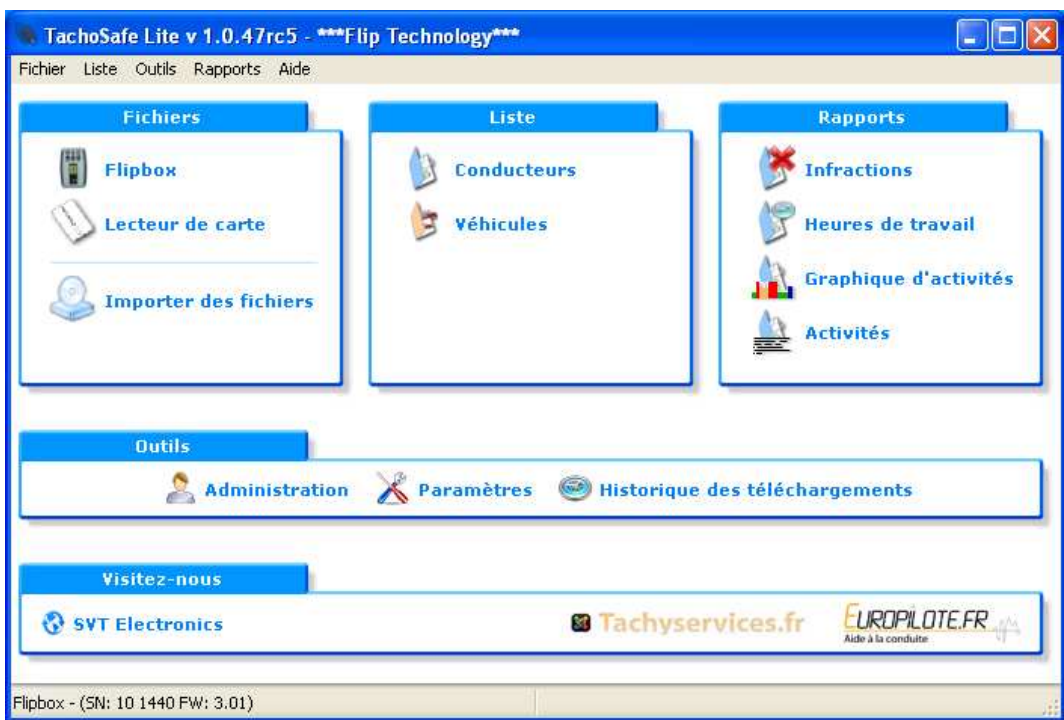 TachoSafe Lite v 1.0.47rc5 - ***Flip Technology***
Fichier Liste Outils Rapports Aide
Fichiers
Flipbox
Lecteur de carte
Importer des fichiers
Liste
Conducteurs
Véhicules
Rapports
Infractions
Heures de travail
Graphique d'activités
Activités
Outils
Administration Paramètres Historique des téléchargements
Visitez-nous
SVT Electronics Tachyservices.fr EUROPILOTE.FR
Aide à la conduite
Flipbox - (SN: 10 1440 FW: 3.01)